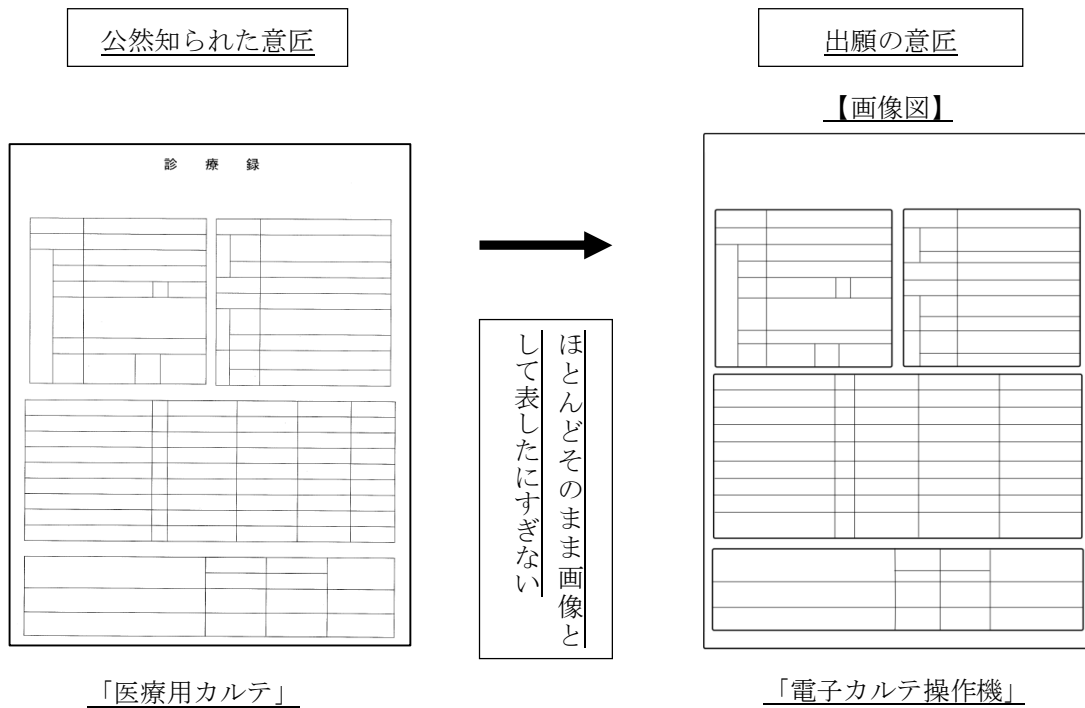 公然知られた意匠
出願の意匠
【画像図】
診 療 録
ほとんどそのまま画像と
して表したにすぎない
「医療用カルテ」
「電子カルテ操作機」